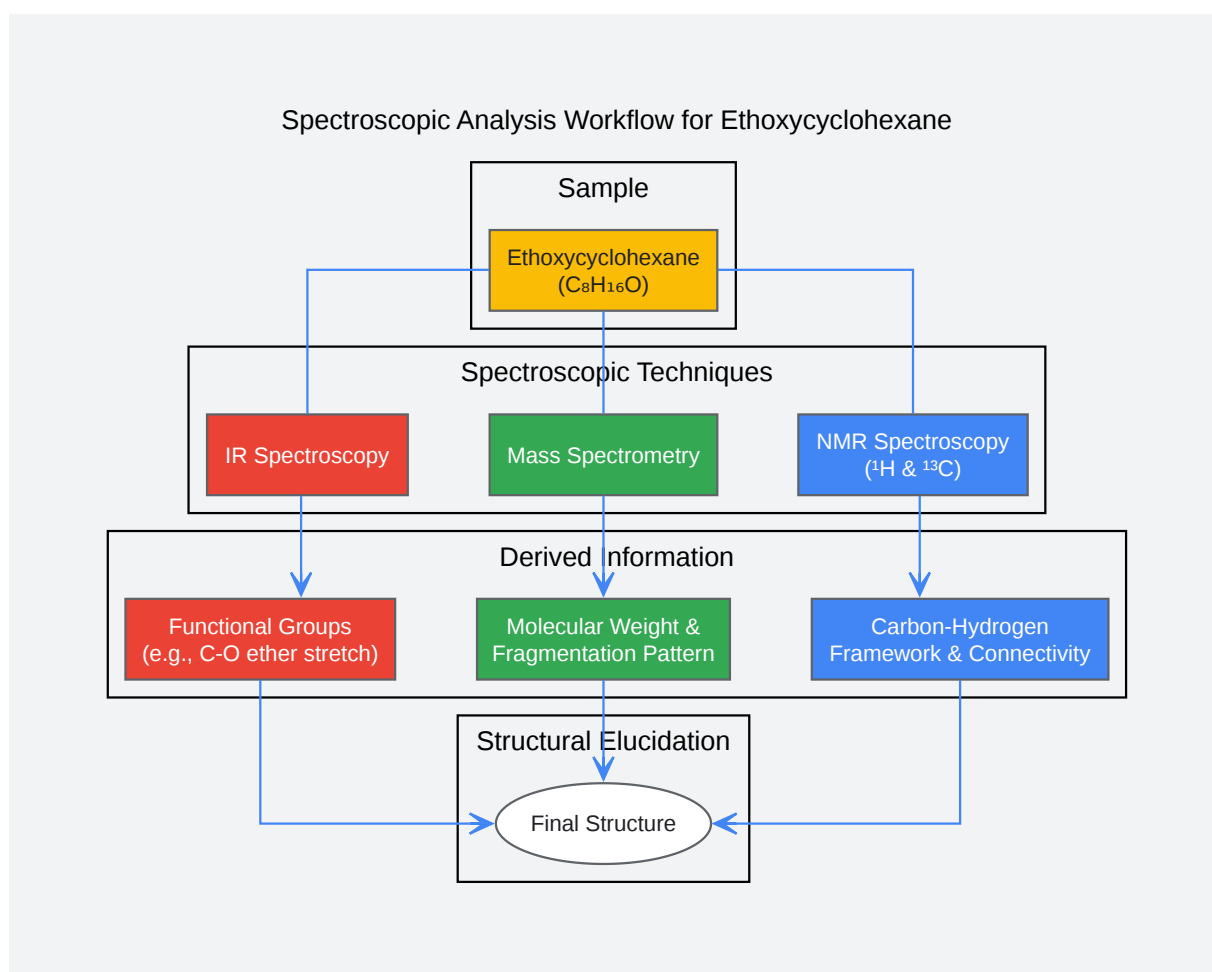 Spectroscopic Analysis Workflow for Ethoxycyclohexane
Sample
Ethoxycyclohexane
(C₈H₁₆O)
Spectroscopic Techniques
IR Spectroscopy
Mass Spectrometry
NMR Spectroscopy
(¹H & ¹³C)
Derived Information
Functional Groups
(e.g., C-O ether stretch)
Molecular Weight &
Fragmentation Pattern
Carbon-Hydrogen
Framework & Connectivity
Structural Elucidation
Final Structure